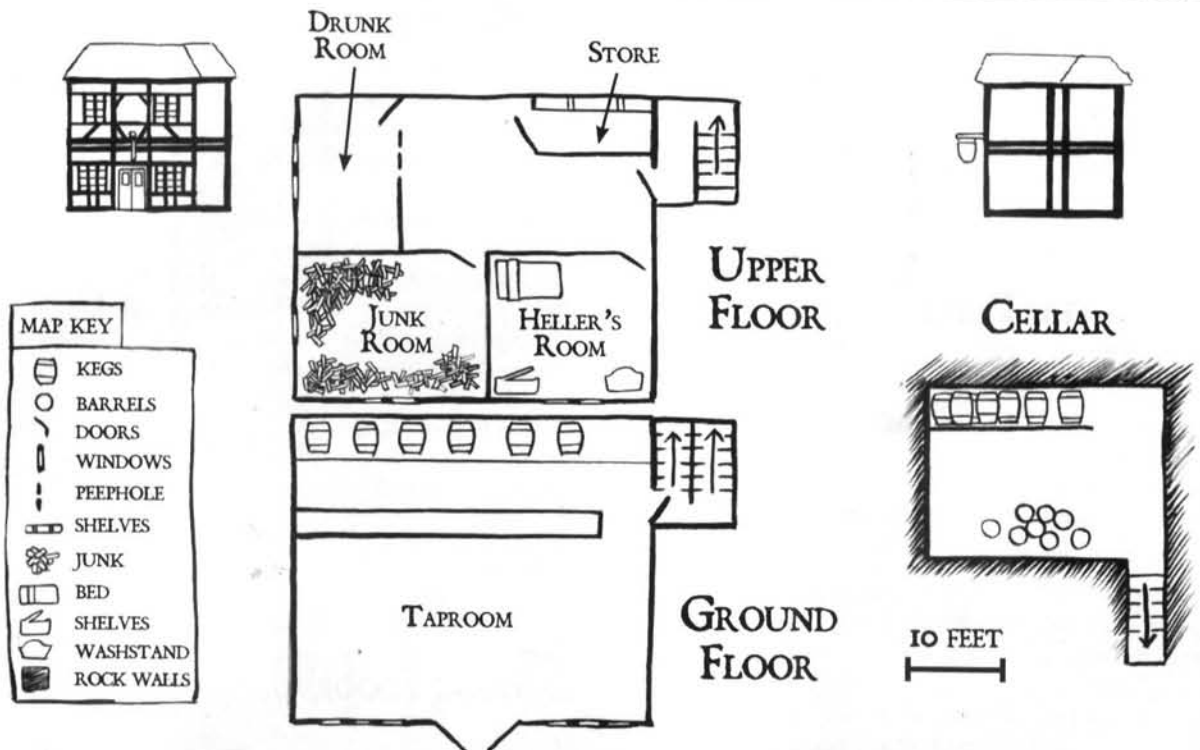 DRUNK
ROOM
STORE
UPPER
FLOOR
JUNK
ROOM
HELLER'S
ROOM
CELLAR
MAP KEY
KEGS
BARRELS
DOORS
WINDOWS
PEEPHOLE
SHELVES
JUNK
BED
SHELVES
WASHSTAND
ROCK WALLS
TAPROOM
GROUND
FLOOR
10 FEET